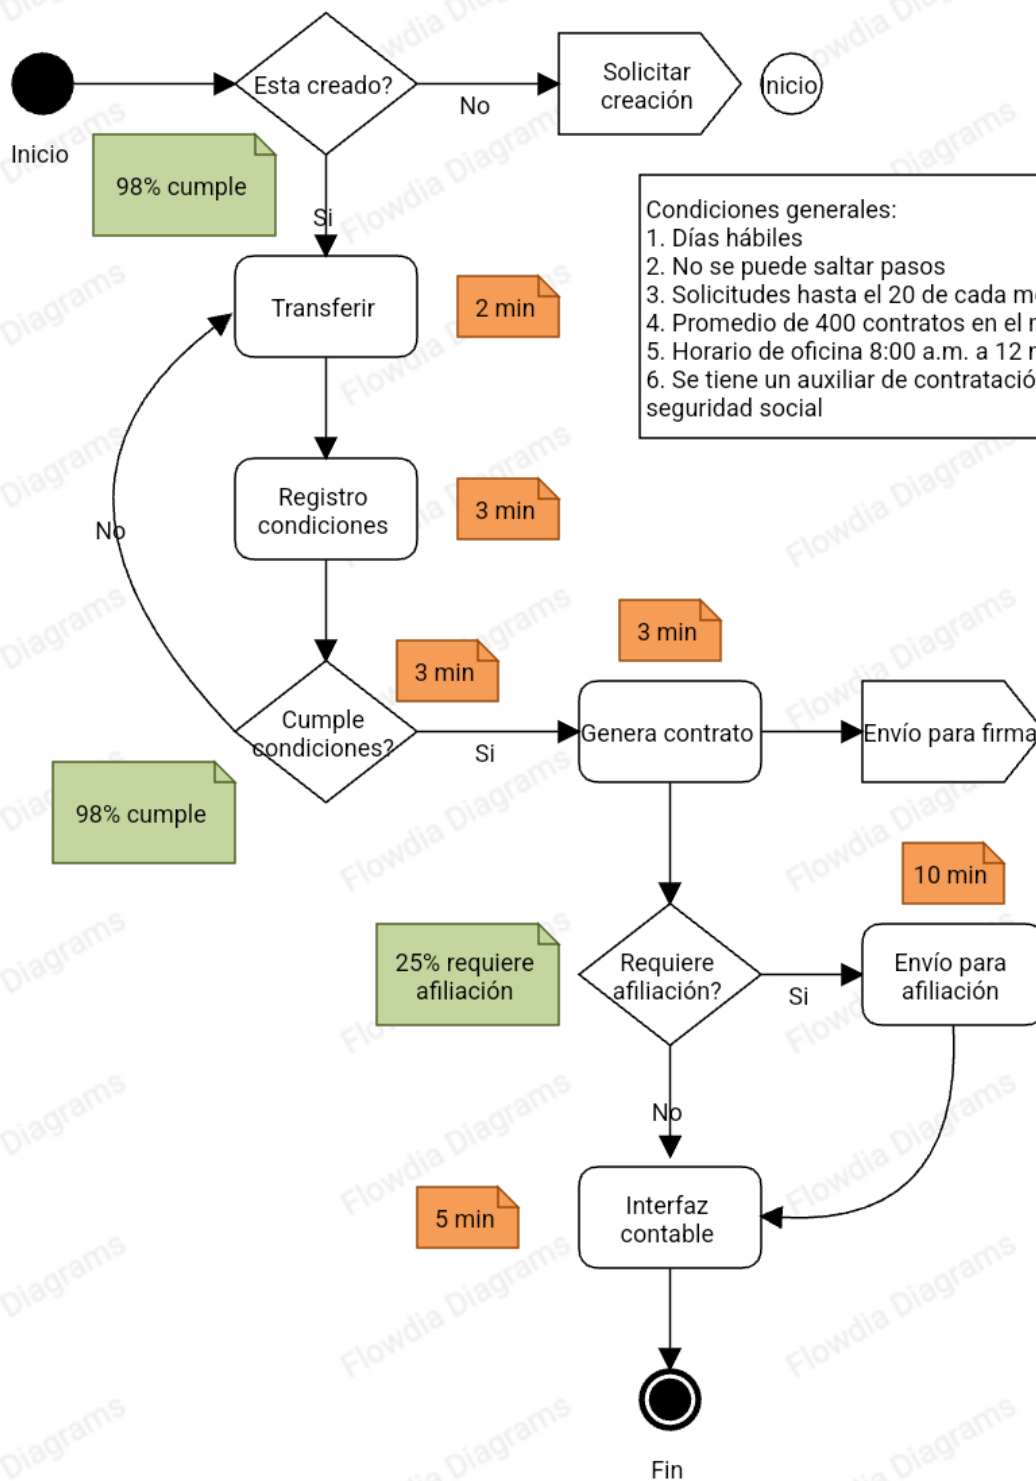 Esta creado?
Solicitar
creación
Inicio
No
Inicio
98% cumple
Si
Condiciones generales:
1. Días hábiles
2. No se puede saltar pasos
3. Solicitudes hasta el 20 de cada
4. Promedio de 400 contratos en el
5. Horario de oficina 8:00 a.m. a 12
6. Se tiene un auxiliar de
seguridad social
Transferir
2 min
Registro
condiciones
3 min
No
3 min
3 min
Cumple
condiciones?
Si
Genera contrato
Envío para firma
98% cumple
10 min
25% requiere
afiliación
Requiere
afiliación?
Si
Envío para
afiliación
No
Interfaz
contable
5 min
Fin
Flowdia Diagrams